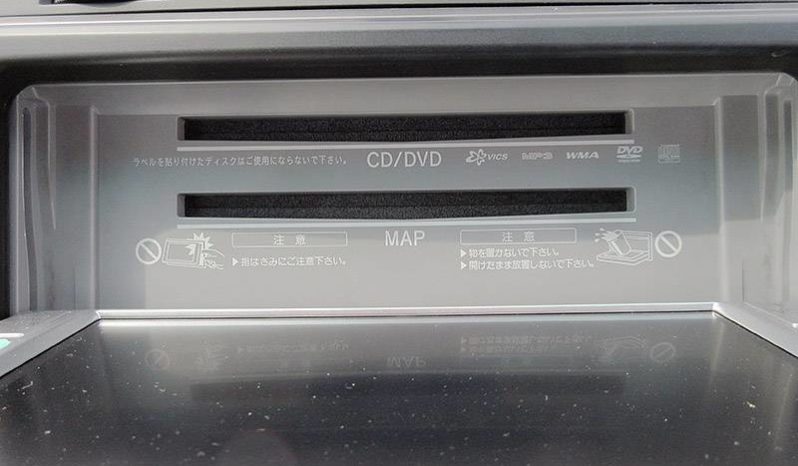 ラベルを貼り付けたディスクはご使用にならないで下さい。 CD/DVD VICS MP3 WMA DVD
MAP
注 意
▶指はさみにご注意下さい。
注 意
▶物を置かないで下さい。
▶開けたまま放置しないで下さい。